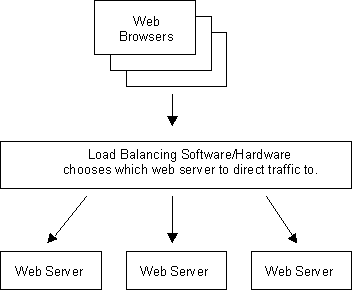 Web
Browsers
Load Balancing Software/Hardware
chooses which web server to direct traffic to.
Web Server
Web Server
Web Server